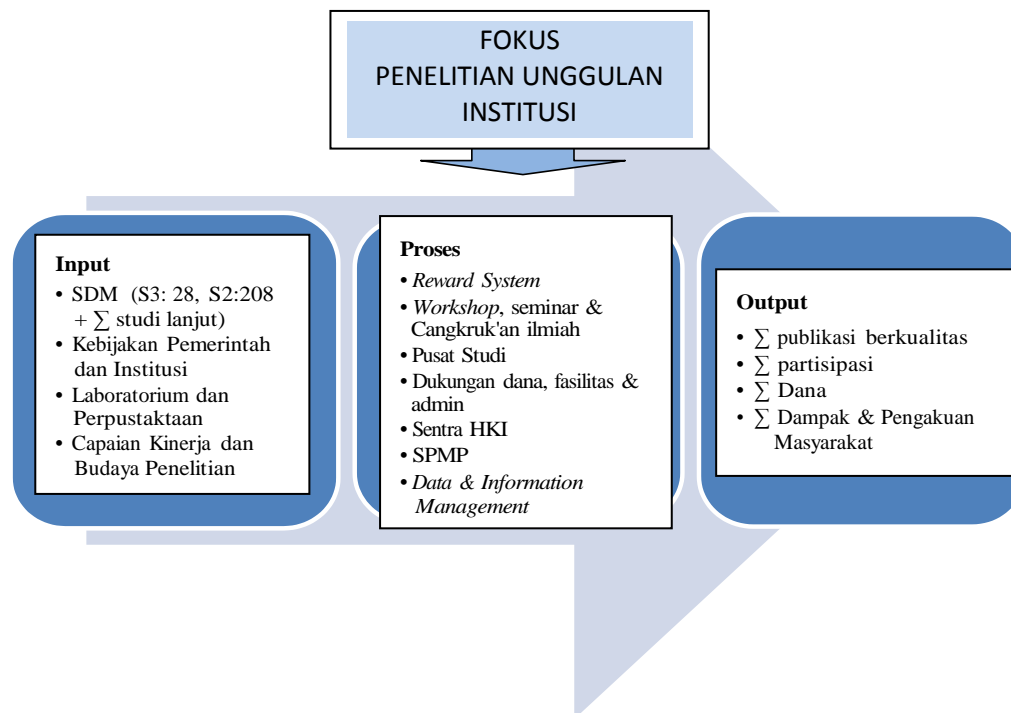 FOKUS
PENELITIAN UNGGULAN
INSTITUSI
Input
• SDM (S3: 28, S2:208
+ ∑ studi lanjut)
• Kebijakan Pemerintah
dan Institusi
• Laboratorium dan
Perpustaktaan
• Capaian Kinerja dan
Budaya Penelitian
Proses
• Reward System
• Workshop, seminar &
Cangkruk'an ilmiah
• Pusat Studi
• Dukungan dana, fasilitas &
admin
• Sentra HKI
• SPMP
• Data & Information
Management
Output
• ∑ publikasi berkualitas
• ∑ partisipasi
• ∑ Dana
• ∑ Dampak & Pengakuan
Masyarakat